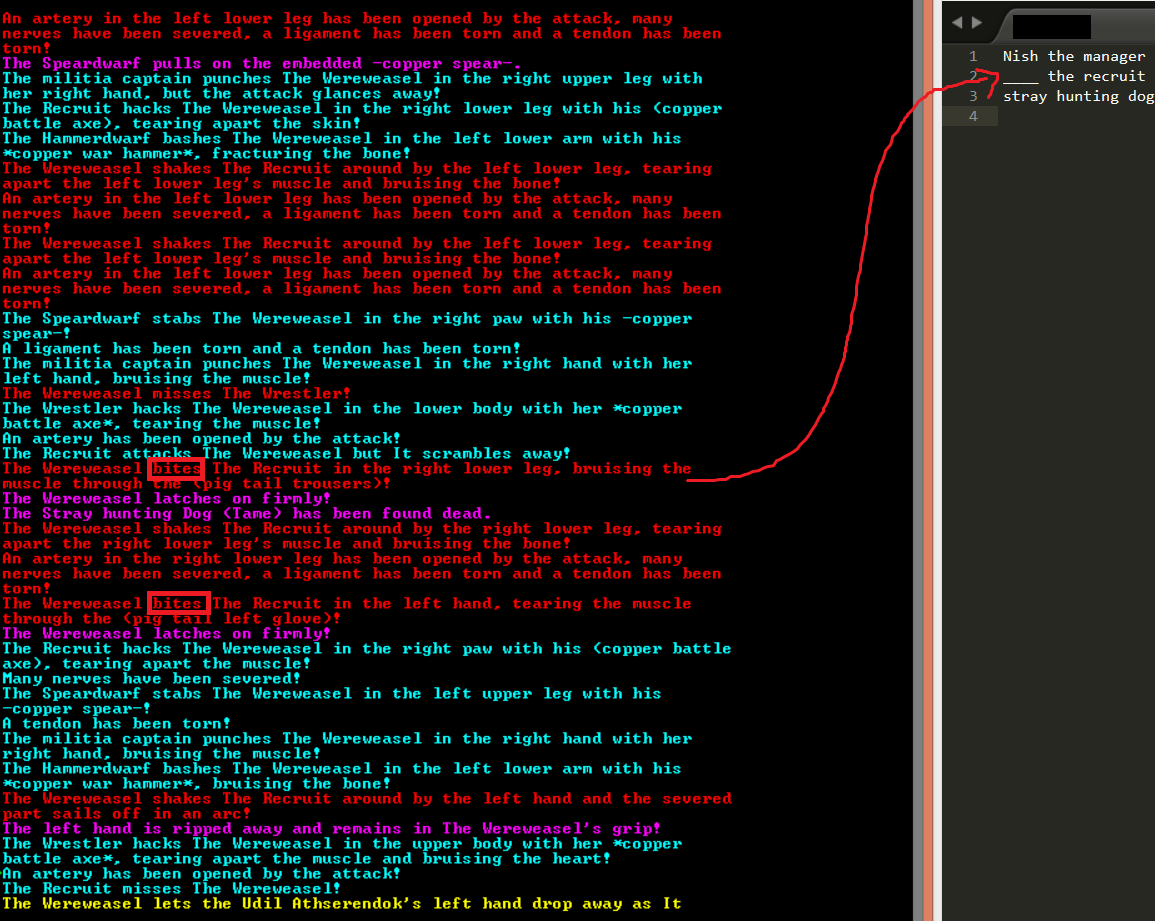 An artery in the left lower leg has been opened by the attack, many
nerves have been severed, a ligament has been torn and a tendon has been
torn!
The Speardwarf pulls on the embedded -copper spear-.
The militia captain punches The Wereweasel in the right upper leg with
her right hand, but the attack glances away!
The Recruit hacks The Wereweasel in the right lower leg with his (copper
battle axe), tearing apart the skin!
The Hammerdwarf bashes The Wereweasel in the left lower arm with his
*copper war hammer*, fracturing the bone!
The Wereweasel shakes The Recruit around by the left lower leg, tearing
apart the left lower leg's muscle and bruising the bone!
An artery in the left lower leg has been opened by the attack, many
nerves have been severed, a ligament has been torn and a tendon has been
torn!
The Wereweasel shakes The Recruit around by the left lower leg, tearing
apart the left lower leg's muscle and bruising the bone!
An artery in the left lower leg has been opened by the attack, many
nerves have been severed, a ligament has been torn and a tendon has been
torn!
The Speardwarf stabs The Wereweasel in the right paw with his -copper
spear-!
A ligament has been torn and a tendon has been torn!
The militia captain punches The Wereweasel in the right hand with her
left hand, bruising the muscle!
The Wereweasel misses The Wrestler!
The Wrestler hacks The Wereweasel in the lower body with her *copper
battle axe*, tearing the muscle!
An artery has been opened by the attack!
The Recruit attacks The Wereweasel but It scrambles away!
The Wereweasel bites The Recruit in the right lower leg, bruising the
muscle through the (pig tail trousers)!
The Wereweasel latches on firmly!
The Stray hunting Dog (Tame) has been found dead.
The Wereweasel shakes The Recruit around by the right lower leg, tearing
apart the right lower leg's muscle and bruising the bone!
An artery in the right lower leg has been opened by the attack, many
nerves have been severed, a ligament has been torn and a tendon has been
torn!
The Wereweasel bites The Recruit in the left hand, tearing the muscle
through the (pig tail left glove)!
The Wereweasel latches on firmly!
The Recruit hacks The Wereweasel in the right paw with his (copper battle
axe), tearing apart the muscle!
Many nerves have been severed!
The Speardwarf stabs The Wereweasel in the left upper leg with his
-copper spear-!
A tendon has been torn!
The militia captain punches The Wereweasel in the right hand with her
right hand, bruising the muscle!
The Hammerdwarf bashes The Wereweasel in the left lower arm with his
*copper war hammer*, bruising the bone!
The Wereweasel shakes The Recruit around by the left hand and the severed
part sails off in an arc!
The left hand is ripped away and remains in The Wereweasel's grip!
The Wrestler hacks The Wereweasel in the upper body with her *copper
battle axe*, tearing apart the muscle and bruising the heart!
An artery has been opened by the attack!
The Recruit misses The Wereweasel!
The Wereweasel lets the Udil Athserendok's left hand drop away as It
1 Nish the manager
2 ____ the recruit
3 stray hunting dog
4